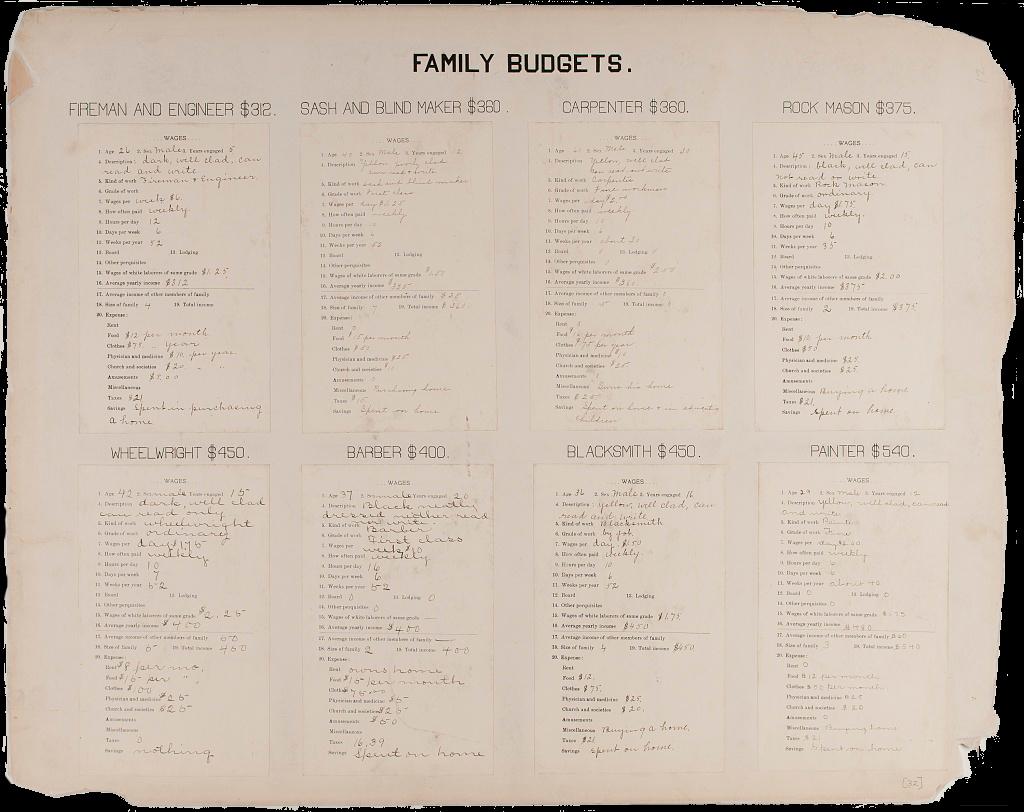 FAMILY BUDGETS.
FIREMAN AND ENGINEER $312.
WAGES
1. Age 26 2. Sex Males Years engaged 5
4. Description: dark, well clad, can
read and write
5. Kind of work Fireman & Engineer
6. Grade of work
7. Wages per week $6.
8. How often paid weekly.
9. Hours per day 12
10. Days per week 6
11. Weeks per year 52
12. Board 13. Lodging
14. Other perquisites
15. Wages of white laborers of same grade $1.25
16. Average yearly income $312
17. Average income of other members of family
18. Size of family 4 19. Total income
20. Expense:
Rent
Food $12 per month
Clothes $75. " year
Physician and medicine $10. per year
Church and societies $20. " "
Amusements $5.00
Miscellaneous
Taxes $21
Savings Spent in purchasing
a home
SASH AND BLIND MAKER $360.
WAGES
1. Age 2. Sex Male 3. Years engaged 12
4. Description Yellow, clad
5. Kind of work sash and blind maker
6. Grade of work First class
7. Wages per day $1.25
8. How often paid weekly
9. Hours per day 10
10. Days per week 6
11. Weeks per year 52
12. Board 13. Lodging
14. Other perquisites
15. Wages of white laborers of same grade
16. Average yearly income
17. Average income of other members of family
18. Size of family 19. Total income $360
20. Expense:
Rent 0
Food $15 per month
Clothes $50
Physician and medicine $25
Church and societies
Amusements 0
Miscellaneous Purchasing home
Taxes
Savings Spent on home
CARPENTER $360.
WAGES
1. Age 2. Sex Male 3. Years engaged 30
4. Description Yellow, well clad
can read and write
5. Kind of work Carpenter
6. Grade of work Fine workman
7. Wages per day $2.00
8. How often paid weekly
9. Hours per day 10
10. Days per week 6
11. Weeks per year about 30
12. Board 13. Lodging
14. Other perquisites
15. Wages of white laborers of same grade
16. Average yearly income $360
17. Average income of other members of family
18. Size of family 19. Total income
20. Expense:
Rent 0
Food per month
Clothes $75 per year
Physician and medicine
Church and societies $25
Amusements
Miscellaneous Owns his home
Taxes
Savings Spent on home & in educating
children
ROCK MASON $375.
WAGES
1. Age 45 2. Sex Male 3. Years engaged 15
4. Description: black, well clad, can
not read or write
5. Kind of work Rock Mason
6. Grade of work ordinary
7. Wages per day $1.75
8. How often paid weekly.
9. Hours per day 10
10. Days per week 6
11. Weeks per year 35
12. Board 13. Lodging
14. Other perquisites
15. Wages of white laborers of same grade $2.00
16. Average yearly income $375
17. Average income of other members of family
18. Size of family 2 19. Total income $375
20. Expense:
Rent
Food $10 per month
Clothes $50
Physician and medicine $25
Church and societies $25.
Amusements
Miscellaneous Buying a home
Taxes $21.
Savings Spent on home.
WHEELWRIGHT $450.
WAGES
1. Age 42 2. Sex male Years engaged 15
4. Description dark, well clad
can read only
5. Kind of work wheelwright
6. Grade of work ordinary
7. Wages per day $1.75
8. How often paid weekly
9. Hours per day 10
10. Days per week
11. Weeks per year 52
12. Board 13. Lodging
14. Other perquisites
15. Wages of white laborers of same grade $2.25
16. Average yearly income $400
17. Average income of other members of family 50
18. Size of family 5 19. Total income 450
20. Expense:
Rent $8 per mo,
Food $15 per " "
Clothes $100
Physician and medicine $25
Church and societies $25
Amusements
Miscellaneous
Taxes 0
Savings nothing
BARBER $400.
WAGES
1. Age 37 2. Sex male Years engaged 20
4. Description Black neatly
dressed neither read
nor write
5. Kind of work Barber
6. Grade of work First class
7. Wages per week $10
8. How often paid weekly
9. Hours per day 16
10. Days per week 6
11. Weeks per year 52
12. Board 0 13. Lodging 0
14. Other perquisites 0
15. Wages of white laborers of same grade —
16. Average yearly income $400
17. Average income of other members of family —
18. Size of family 2 19. Total income 400
20. Expense:
Rent owns home
Food $15 per month
Clothes $75.00
Physician and medicine $5
Church and societies $25
Amusements $50
Miscellaneous
Taxes 16,39
Savings Spent on home
BLACKSMITH $450.
WAGES
1. Age 36 2. Sex Male 3. Years engaged 16
4. Description: yellow, well clad, can
read and write
5. Kind of work Blacksmith
6. Grade of work by job,
7. Wages per day, $1.50
8. How often paid weekly.
9. Hours per day 10
10. Days per week 6
11. Weeks per year 52
12. Board 13. Lodging
14. Other perquisites
15. Wages of white laborers of same grade $1.75
16. Average yearly income $450
17. Average income of other members of family
18. Size of family 4 19. Total income $450
20. Expense:
Rent
Food $12.
Clothes $75.
Physician and medicine $25.
Church and societies $20.
Amusements
Miscellaneous Buying a home,
Taxes $21
Savings Spent on home.
PAINTER $540.
WAGES
1. Age 29 2. Sex Male 3. Years engaged 12
4. Description Yellow, well clad, can read
and write
5. Kind of work Painter
6. Grade of work Fine
7. Wages per day
8. How often paid weekly
9. Hours per day
10. Days per week 6
11. Weeks per year about 40
12. Board 0 13. Lodging 0
14. Other perquisites 0
15. Wages of white laborers of same grade
16. Average yearly income $480
17. Average income of other members of family $60
18. Size of family 3 19. Total income $540
20. Expense:
Rent 0
Food $12 per month
Clothes $50 per month
Physician and medicine $25
Church and societies $20
Amusements 0
Miscellaneous Buying home
Taxes $21
Savings Spent on home
[32]